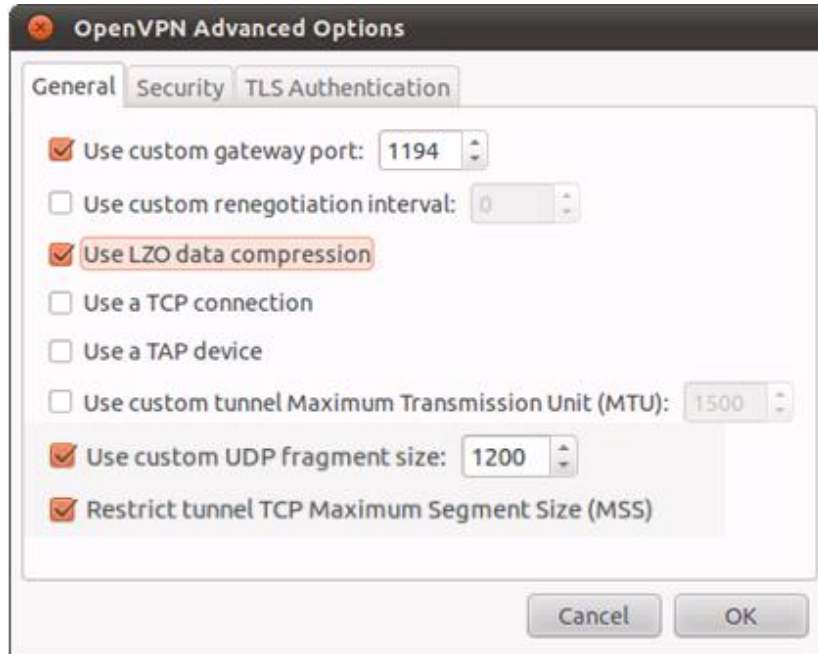 OpenVPN Advanced Options
General Security TLS Authentication
Use custom gateway port: 1194
Use custom renegotiation interval: 0
Use LZO data compression
Use a TCP connection
Use a TAP device
Use custom tunnel Maximum Transmission Unit (MTU): 1500
Use custom UDP fragment size: 1200
Restrict tunnel TCP Maximum Segment Size (MSS)
Cancel OK